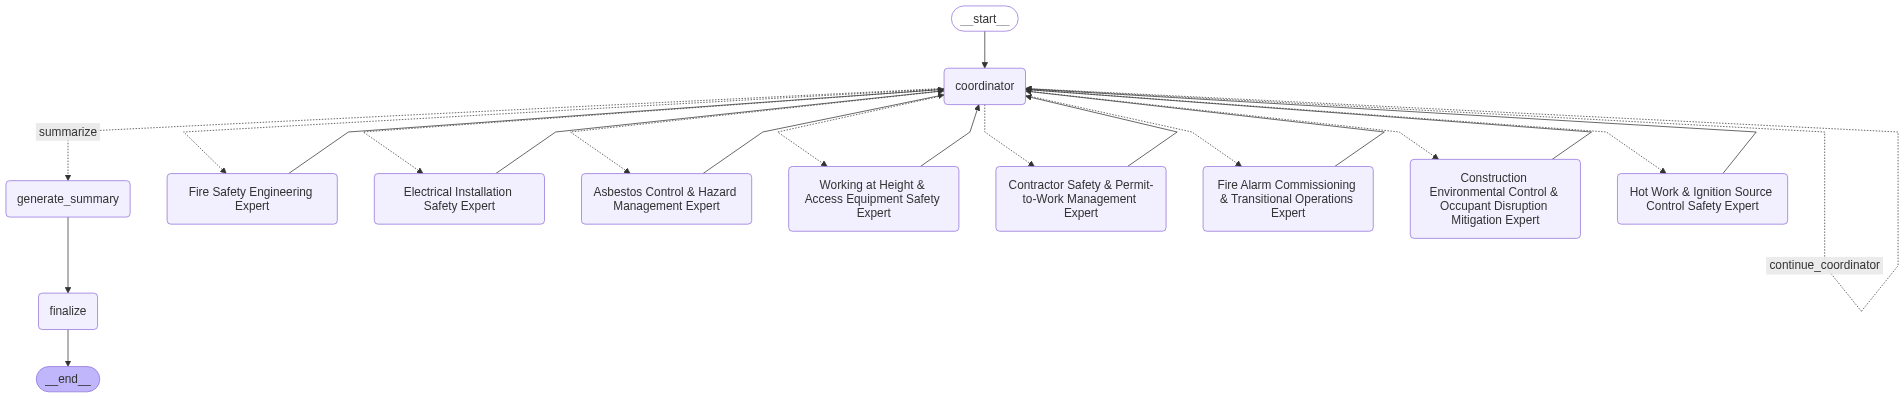 __start__
coordinator
summarize
generate_summary
Fire Safety Engineering
Expert
Electrical Installation
Safety Expert
Asbestos Control & Hazard
Management Expert
Working at Height &
Access Equipment Safety
Expert
Contractor Safety & Permit-
to-Work Management
Expert
Fire Alarm Commissioning
& Transitional Operations
Expert
Construction
Environmental Control &
Occupant Disruption
Mitigation Expert
Hot Work & Ignition Source
Control Safety Expert
continue_coordinator
finalize
__end__